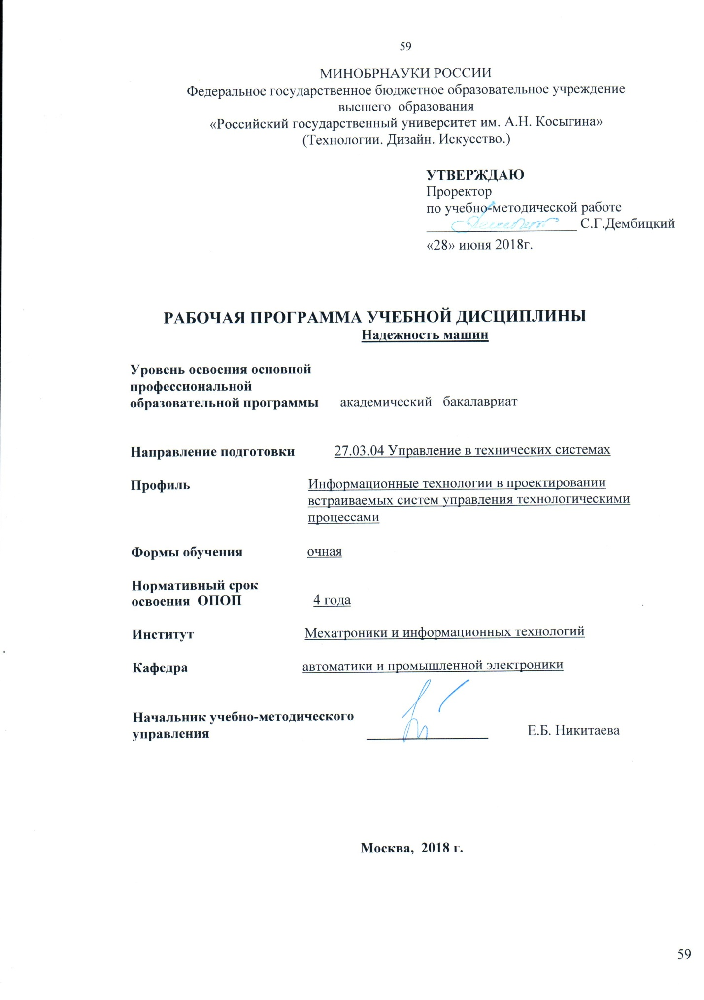 59
МИНОБРНАУКИ РОССИИ
Федеральное государственное бюджетное образовательное учреждение
высшего образования
«Российский государственный университет им. А.Н. Косыгина»
(Технологии. Дизайн. Искусство.)
УТВЕРЖДАЮ
Проректор
по учебно-методической работе
С.Г.Дембицкий
«28» июня 2018г.
РАБОЧАЯ ПРОГРАММА УЧЕБНОЙ ДИСЦИПЛИНЫ
Надежность машин
Уровень освоения основной
профессиональной
образовательной программы академический бакалавриат
Направление подготовки 27.03.04 Управление в технических системах
Профиль Информационные технологии в проектировании
встраиваемых систем управления технологическими
процессами
Формы обучения очная
Нормативный срок
освоения ОПОП 4 года
Институт Мехатроники и информационных технологий
Кафедра автоматики и промышленной электроники
Начальник учебно-методического
управления Е.Б. Никитаева
Москва, 2018 г.
59